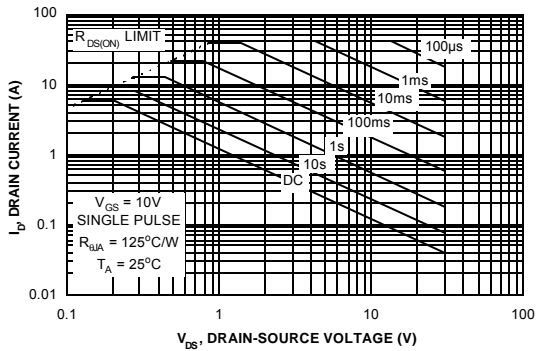 100
10
1
0.1
0.01
0.1
1
10
100
I_D, DRAIN CURRENT (A)
V_DS, DRAIN-SOURCE VOLTAGE (V)
R_DS(ON) LIMIT
100µs
1ms
10ms
100ms
1s
10s
DC
V_GS = 10V
SINGLE PULSE
R_θJA = 125°C/W
T_A = 25°C